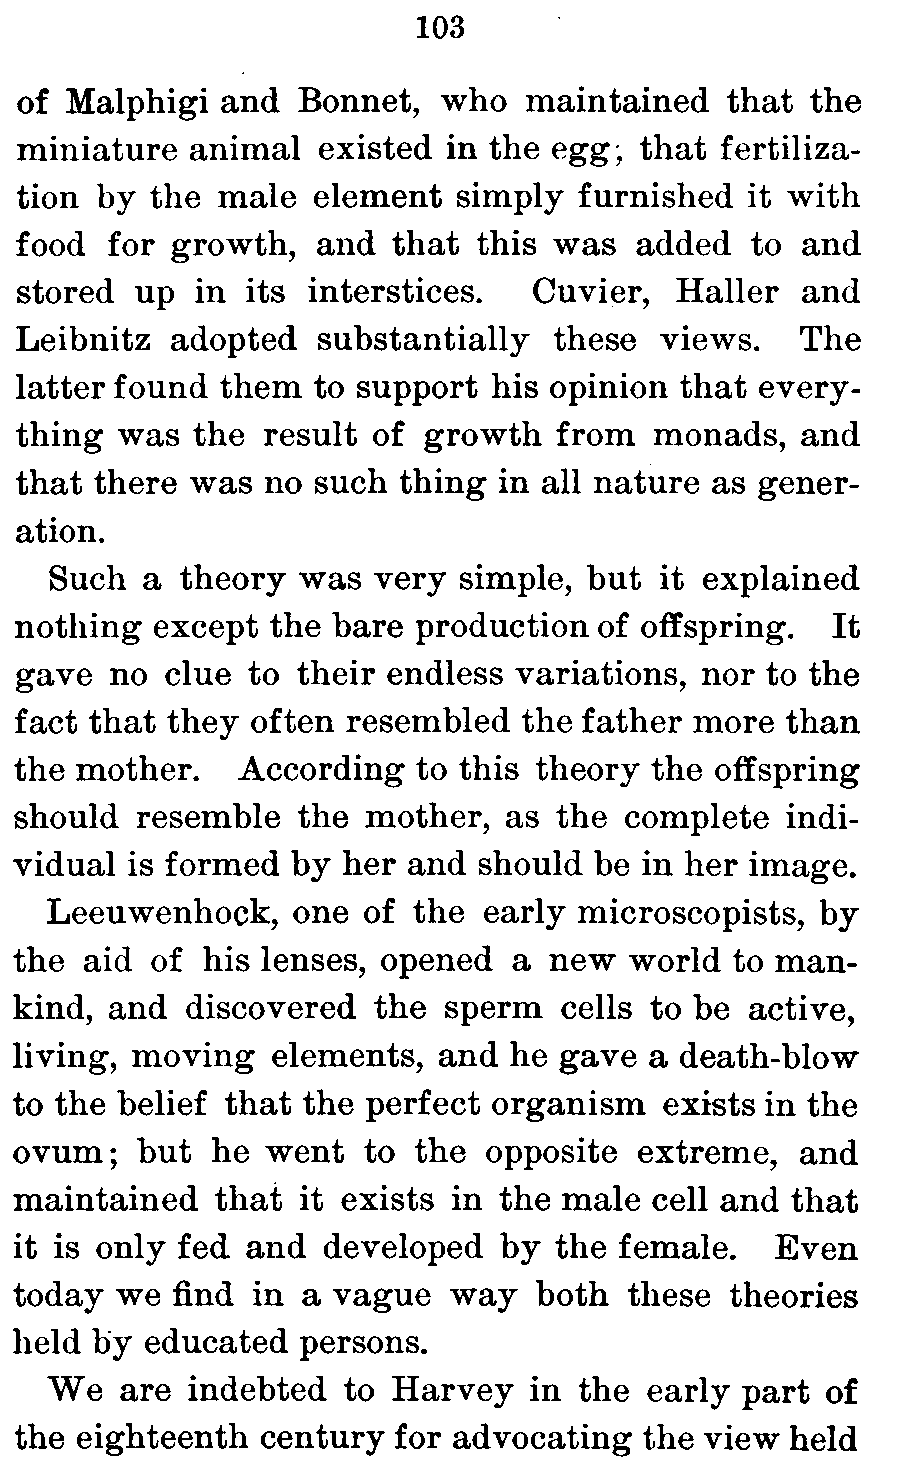 103
of Malphigi and Bonnet, who maintained that the
miniature animal existed in the egg; that fertiliza-
tion by the male element simply furnished it with
food for growth, and that this was added to and
stored up in its interstices. Cuvier, Haller and
Leibnitz adopted substantially these views. The
latter found them to support his opinion that every-
thing was the result of growth from monads, and
that there was no such thing in all nature as gener-
ation.
Such a theory was very simple, but it explained
nothing except the bare production of offspring. It
gave no clue to their endless variations, nor to the
fact that they often resembled the father more than
the mother. According to this theory the offspring
should resemble the mother, as the complete indi-
vidual is formed by her and should be in her image.
Leeuwenhock, one of the early microscopists, by
the aid of his lenses, opened a new world to man-
kind, and discovered the sperm cells to be active,
living, moving elements, and he gave a death-blow
to the belief that the perfect organism exists in the
ovum; but he went to the opposite extreme, and
maintained that it exists in the male cell and that
it is only fed and developed by the female. Even
today we find in a vague way both these theories
held by educated persons.
We are indebted to Harvey in the early part of
the eighteenth century for advocating the view held